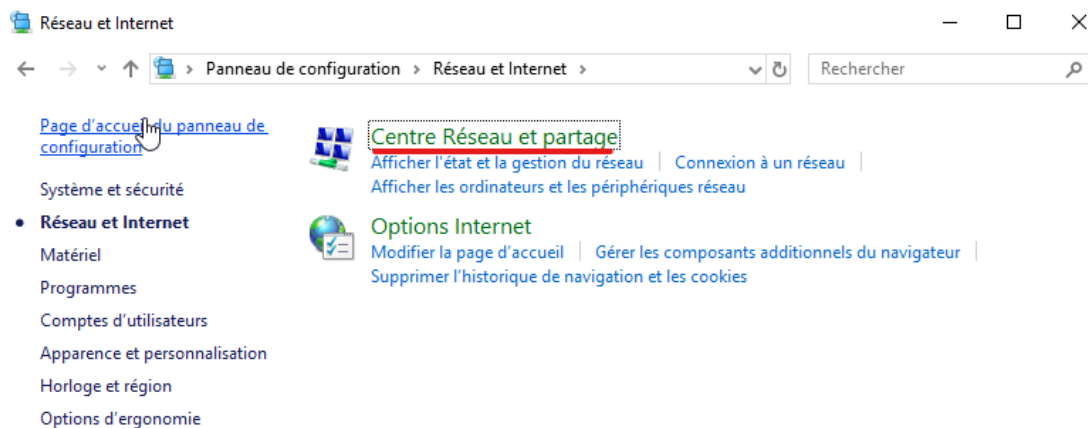 Réseau et Internet
Panneau de configuration > Réseau et Internet >
Rechercher
Page d'accueil du panneau de
configuration
Système et sécurité
Réseau et Internet
Matériel
Programmes
Comptes d'utilisateurs
Apparence et personnalisation
Horloge et région
Options d'ergonomie
Centre Réseau et partage
Afficher l'état et la gestion du réseau | Connexion à un réseau |
Afficher les ordinateurs et les périphériques réseau
Options Internet
Modifier la page d'accueil | Gérer les composants additionnels du navigateur |
Supprimer l'historique de navigation et les cookies